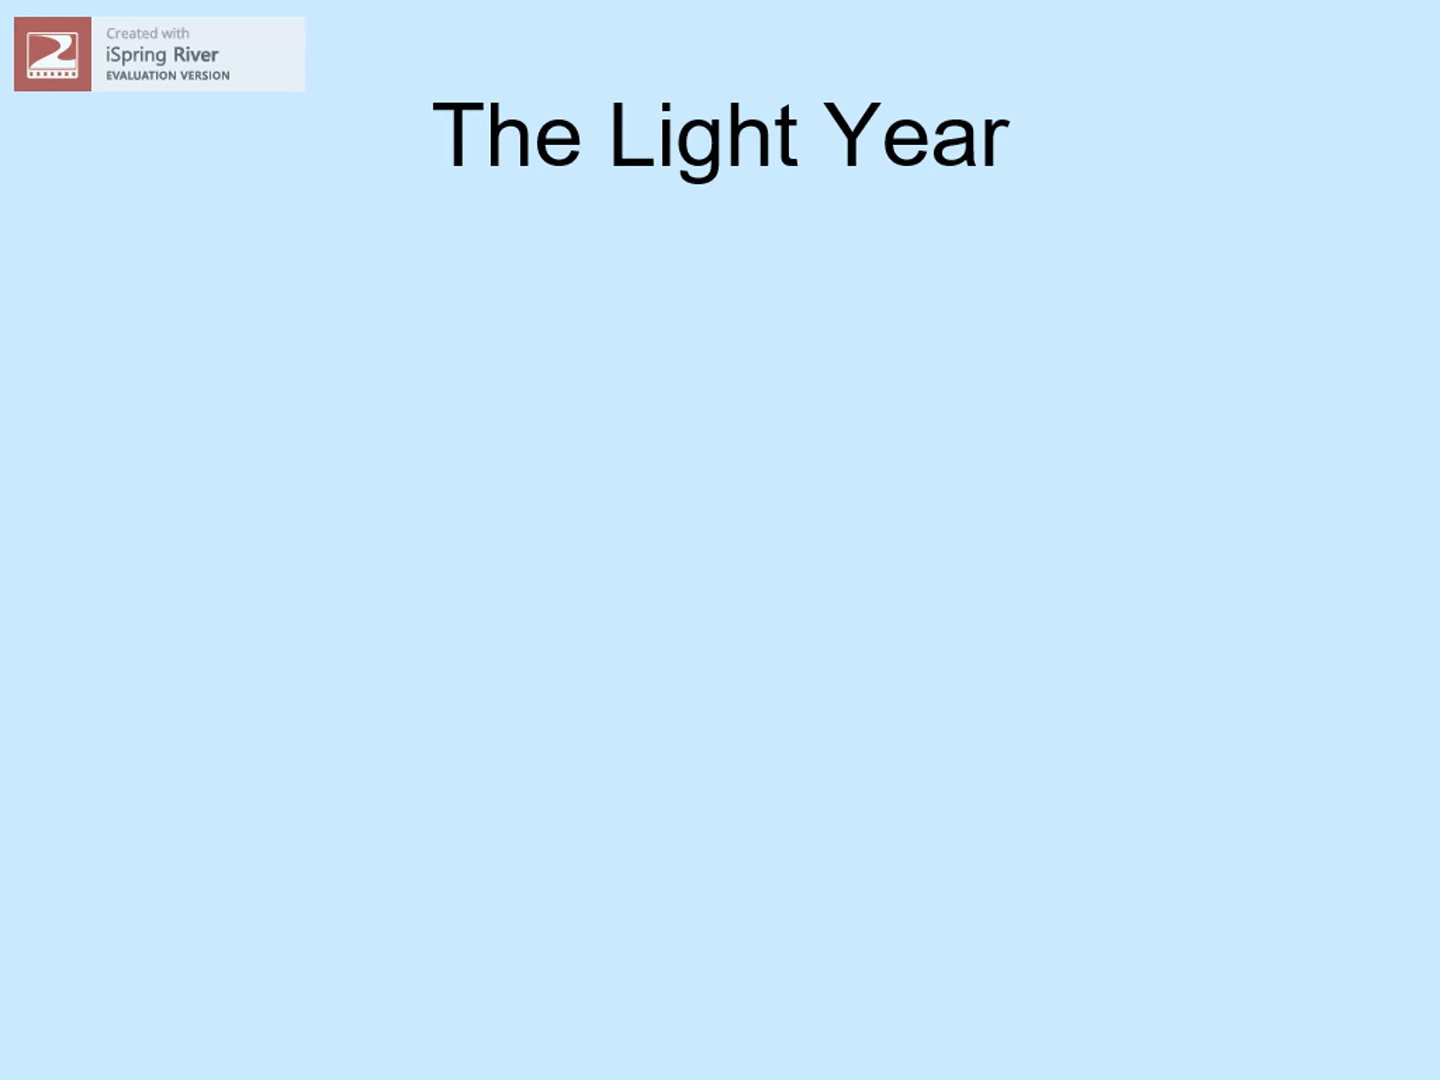 Created with
iSpring River
EVALUATION VERSION
The Light Year